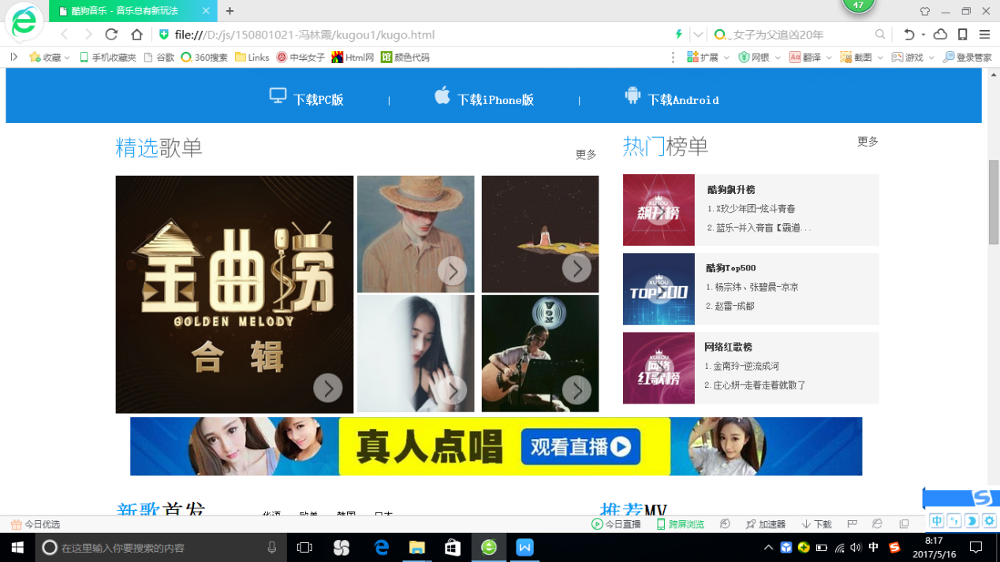 酷狗音乐 - 音乐总有新玩法
47
file:///D:/js/150801021-冯林霞/kugou1/kugo.html
女子为父追凶20年
收藏 手机收藏夹 谷歌 360搜索 Links 中华女子 Html网 颜色代码
扩展 网银 翻译 截图 游戏 登录管家
下载PC版 | 下载iPhone版 | 下载Android
精选歌单
更多
热门榜单
更多
金曲捞
GOLDEN MELODY
合 辑
VOX
KUGOU
飙升榜
酷狗飙升榜
1.X玖少年团-炫斗青春
2.蓝乐-并入膏盲【霸道...
KUGOU
TOP500
酷狗Top500
1.杨宗纬、张碧晨-凉凉
2.赵雷-成都
KUGOU
网络
红歌榜
网络红歌榜
1.金南玲-逆流成河
2.庄心妍-走着走着就散了
真人点唱
观看直播
新歌首发
华语 欧美 韩国 日本
推荐MV
今日优选
今日直播 跨屏浏览 加速器 下载
中
在这里输入你要搜索的内容
中
8:17
2017/5/16